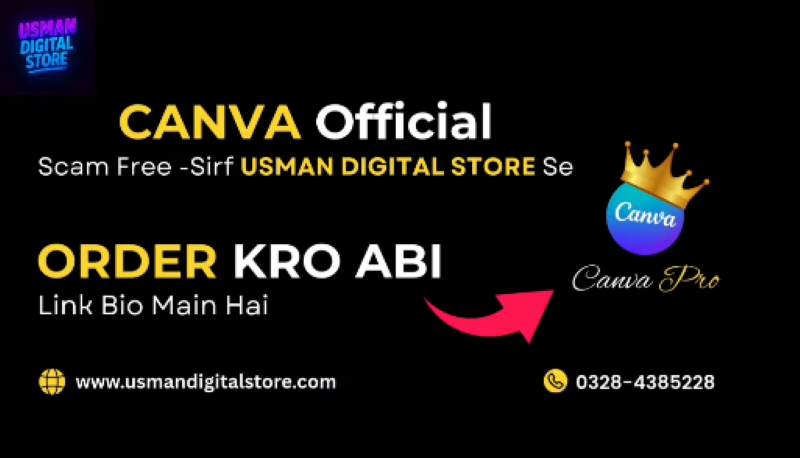 USMAN
DIGITAL
STORE
CANVA Official
Scam Free -Sirf USMAN DIGITAL STORE Se
Canva
Canva Pro
ORDER KRO ABI
Link Bio Main Hai
www.usmandigitalstore.com
0328-4385228